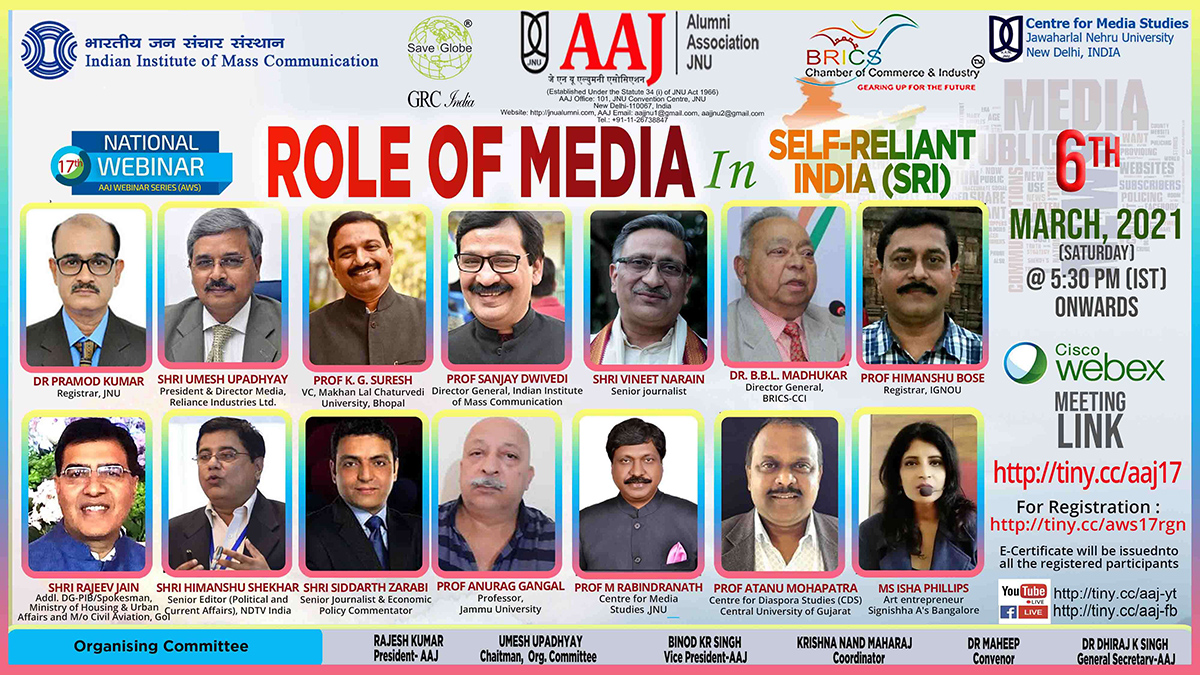 भारतीय जन संचार संस्थान
Indian Institute of Mass Communication
Save Globe
®
GRC India
JNU
AAJ
Alumni
Association
JNU
जे एन यू एल्युमनी एसोसिएशन
(Established Under the Statute 34 (i) of JNU Act 1966)
AAJ Office: 101, JNU Convention Centre, JNU
New Delhi-110067, India
Website: http://jnualumni.com, AAJ Email: aajjnu1@gmail.com, aajjnu2@gmail.com
Tel.: +91-11-26738847
BRICS
TM
Chamber of Commerce & Industry
GEARING UP FOR THE FUTURE
Centre for Media Studies
Jawaharlal Nehru University
New Delhi, INDIA
NATIONAL
17th WEBINAR
AAJ WEBINAR SERIES (AWS)
ROLE OF MEDIA In
SELF-RELIANT
INDIA (SRI)
MEDIA
6TH
MARCH, 2021
(SATURDAY)
@ 5:30 PM (IST)
ONWARDS
DR PRAMOD KUMAR
Registrar, JNU
SHRI UMESH UPADHYAY
President & Director Media,
Reliance Industries Ltd.
PROF K. G. SURESH
VC, Makhan Lal Chaturvedi
University, Bhopal
PROF SANJAY DWIVEDI
Director General, Indian Institute
of Mass Communication
SHRI VINEET NARAIN
Senior journalist
DR. B.B.L. MADHUKAR
Director General,
BRICS-CCI
PROF HIMANSHU BOSE
Registrar, IGNOU
Cisco
webex
MEETING
LINK
http://tiny.cc/aaj17
For Registration :
http://tiny.cc/aws17rgn
E-Certificate will be issuednto
all the registered participants
SHRI RAJEEV JAIN
Addl. DG-PIB/Spokesman,
Ministry of Housing & Urban
Affairs and M/o Civil Aviation, GoI
SHRI HIMANSHU SHEKHAR
Senior Editor (Political and
Current Affairs), NDTV India
SHRI SIDDARTH ZARABI
Senior Journalist & Economic
Policy Commentator
PROF ANURAG GANGAL
Professor,
Jammu University
PROF M RABINDRANATH
Centre for Media
Studies ,JNU
PROF ATANU MOHAPATRA
Centre for Diaspora Studies (CDS)
Central University of Gujarat
MS ISHA PHILLIPS
Art entrepreneur
Signishha A's Bangalore
YouTube
LIVE
http://tiny.cc/aaj-yt
f LIVE
http://tiny.cc/aaj-fb
Organising Committee
RAJESH KUMAR
President- AAJ
UMESH UPADHYAY
Chaitman, Org. Committee
BINOD KR SINGH
Vice President-AAJ
KRISHNA NAND MAHARAJ
Coordinator
DR MAHEEP
Convenor
DR DHIRAJ K SINGH
General Secretary-AAJ